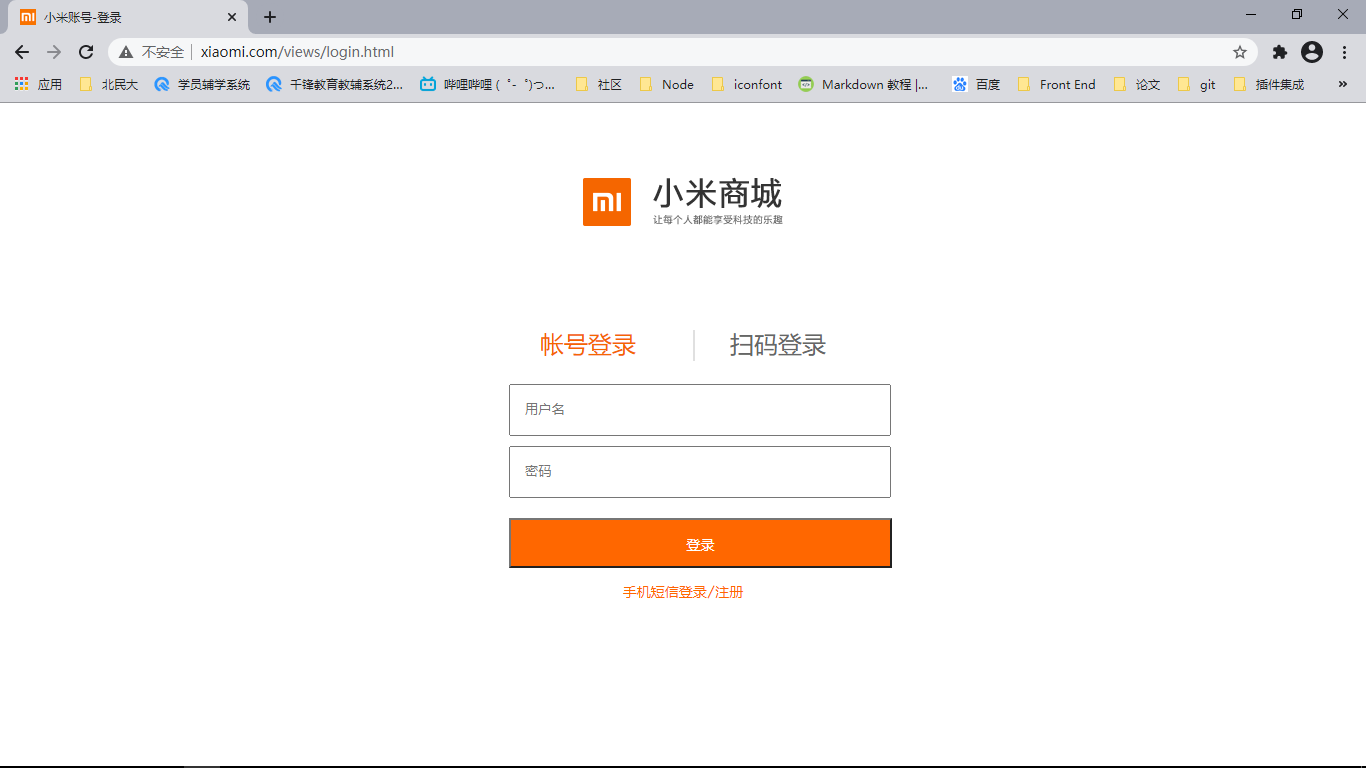 小米账号-登录
不安全 xiaomi.com/views/login.html
应用 北民大 学员辅学系统 千锋教育教辅系统2... 哔哩哔哩 ( ゜- ゜)つ... 社区 Node iconfont Markdown 教程 |... 百度 Front End 论文 git 插件集成 »
小米商城
让每个人都能享受科技的乐趣
帐号登录 扫码登录
用户名
密码
登录
手机短信登录/注册